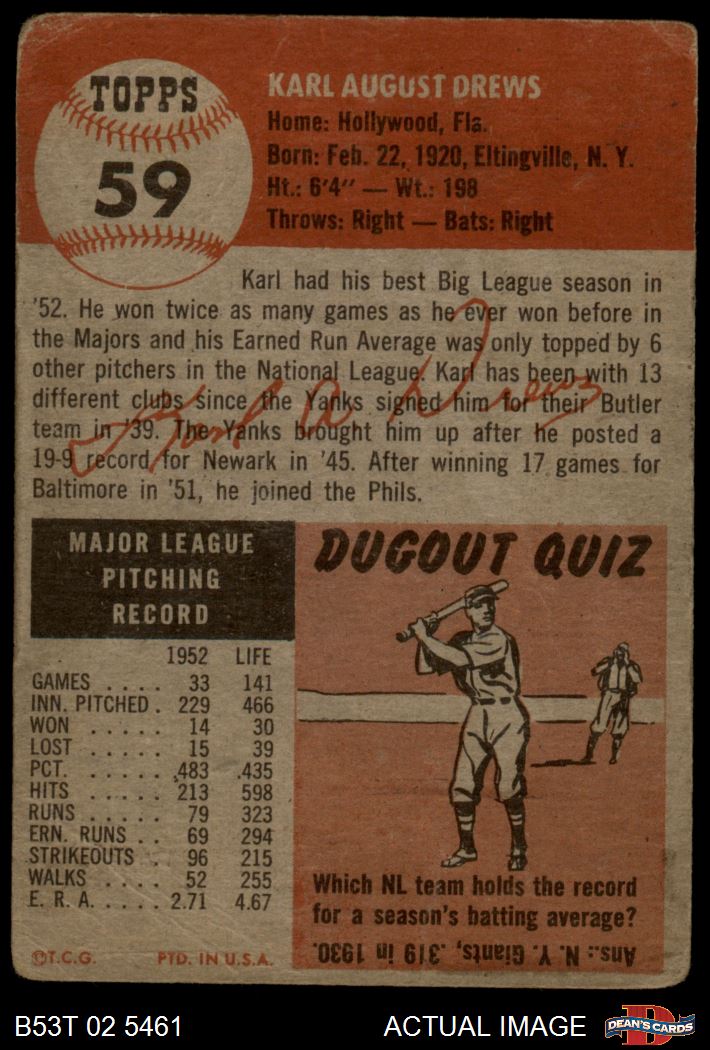 TOPPS
59
KARL AUGUST DREWS
Home: Hollywood, Fla.
Born: Feb. 22, 1920, Eltingville, N. Y.
Ht.: 6'4" — Wt.: 198
Throws: Right — Bats: Right
Karl had his best Big League season in
'52. He won twice as many games as he ever won before in
the Majors and his Earned Run Average was only topped by 6
other pitchers in the National League. Karl has been with 13
different clubs since the Yanks signed him for their Butler
team in '39. The Yanks brought him up after he posted a
19-9 record for Newark in '45. After winning 17 games for
Baltimore in '51, he joined the Phils.
Karl A Drews
MAJOR LEAGUE
PITCHING
RECORD
1952 LIFE
GAMES . . . . 33 141
INN. PITCHED . 229 466
WON . . . . . 14 30
LOST . . . . . 15 39
PCT. . . . . . .483 .435
HITS . . . . . 213 598
RUNS . . . . . 79 323
ERN. RUNS . . 69 294
STRIKEOUTS . . 96 215
WALKS . . . . 52 255
E. R. A. . . . . 2.71 4.67
©T.C.G. PTD. IN U.S.A.
DUGOUT QUIZ
Which NL team holds the record
for a season's batting average?
Ans.: N. Y. Giants, .319 in 1930.
B53T 02 5461 ACTUAL IMAGE
D
DEAN'S CARDS